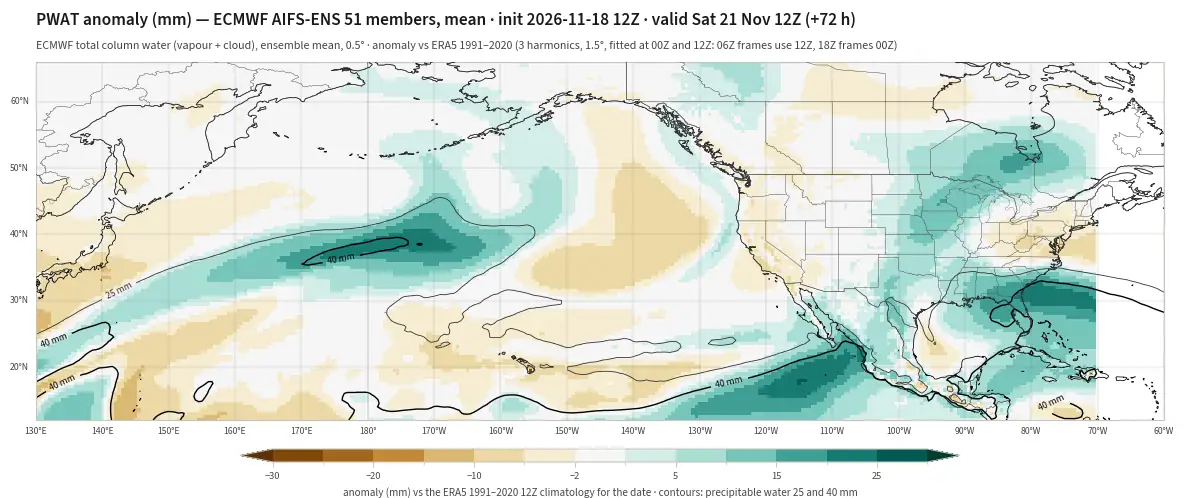 PWAT anomaly (mm) — ECMWF AIFS-ENS 51 members, mean · init 2026-11-18 12Z · valid Sat 21 Nov 12Z (+72 h)
ECMWF total column water (vapour + cloud), ensemble mean, 0.5° · anomaly vs ERA5 1991–2020 (3 harmonics, 1.5°, fitted at 00Z and 12Z: 06Z frames use 12Z, 18Z frames 00Z)
60°N
50°N
40°N
40 mm
25 mm
30°N
40 mm
20°N
40 mm
40 mm
40 mm
130°E 140°E 150°E 160°E 170°E 180° 170°W 160°W 150°W 140°W 130°W 120°W 110°W 100°W 90°W 80°W 70°W 60°W
−30 −20 −10 −2 5 15 25
anomaly (mm) vs the ERA5 1991–2020 12Z climatology for the date · contours: precipitable water 25 and 40 mm